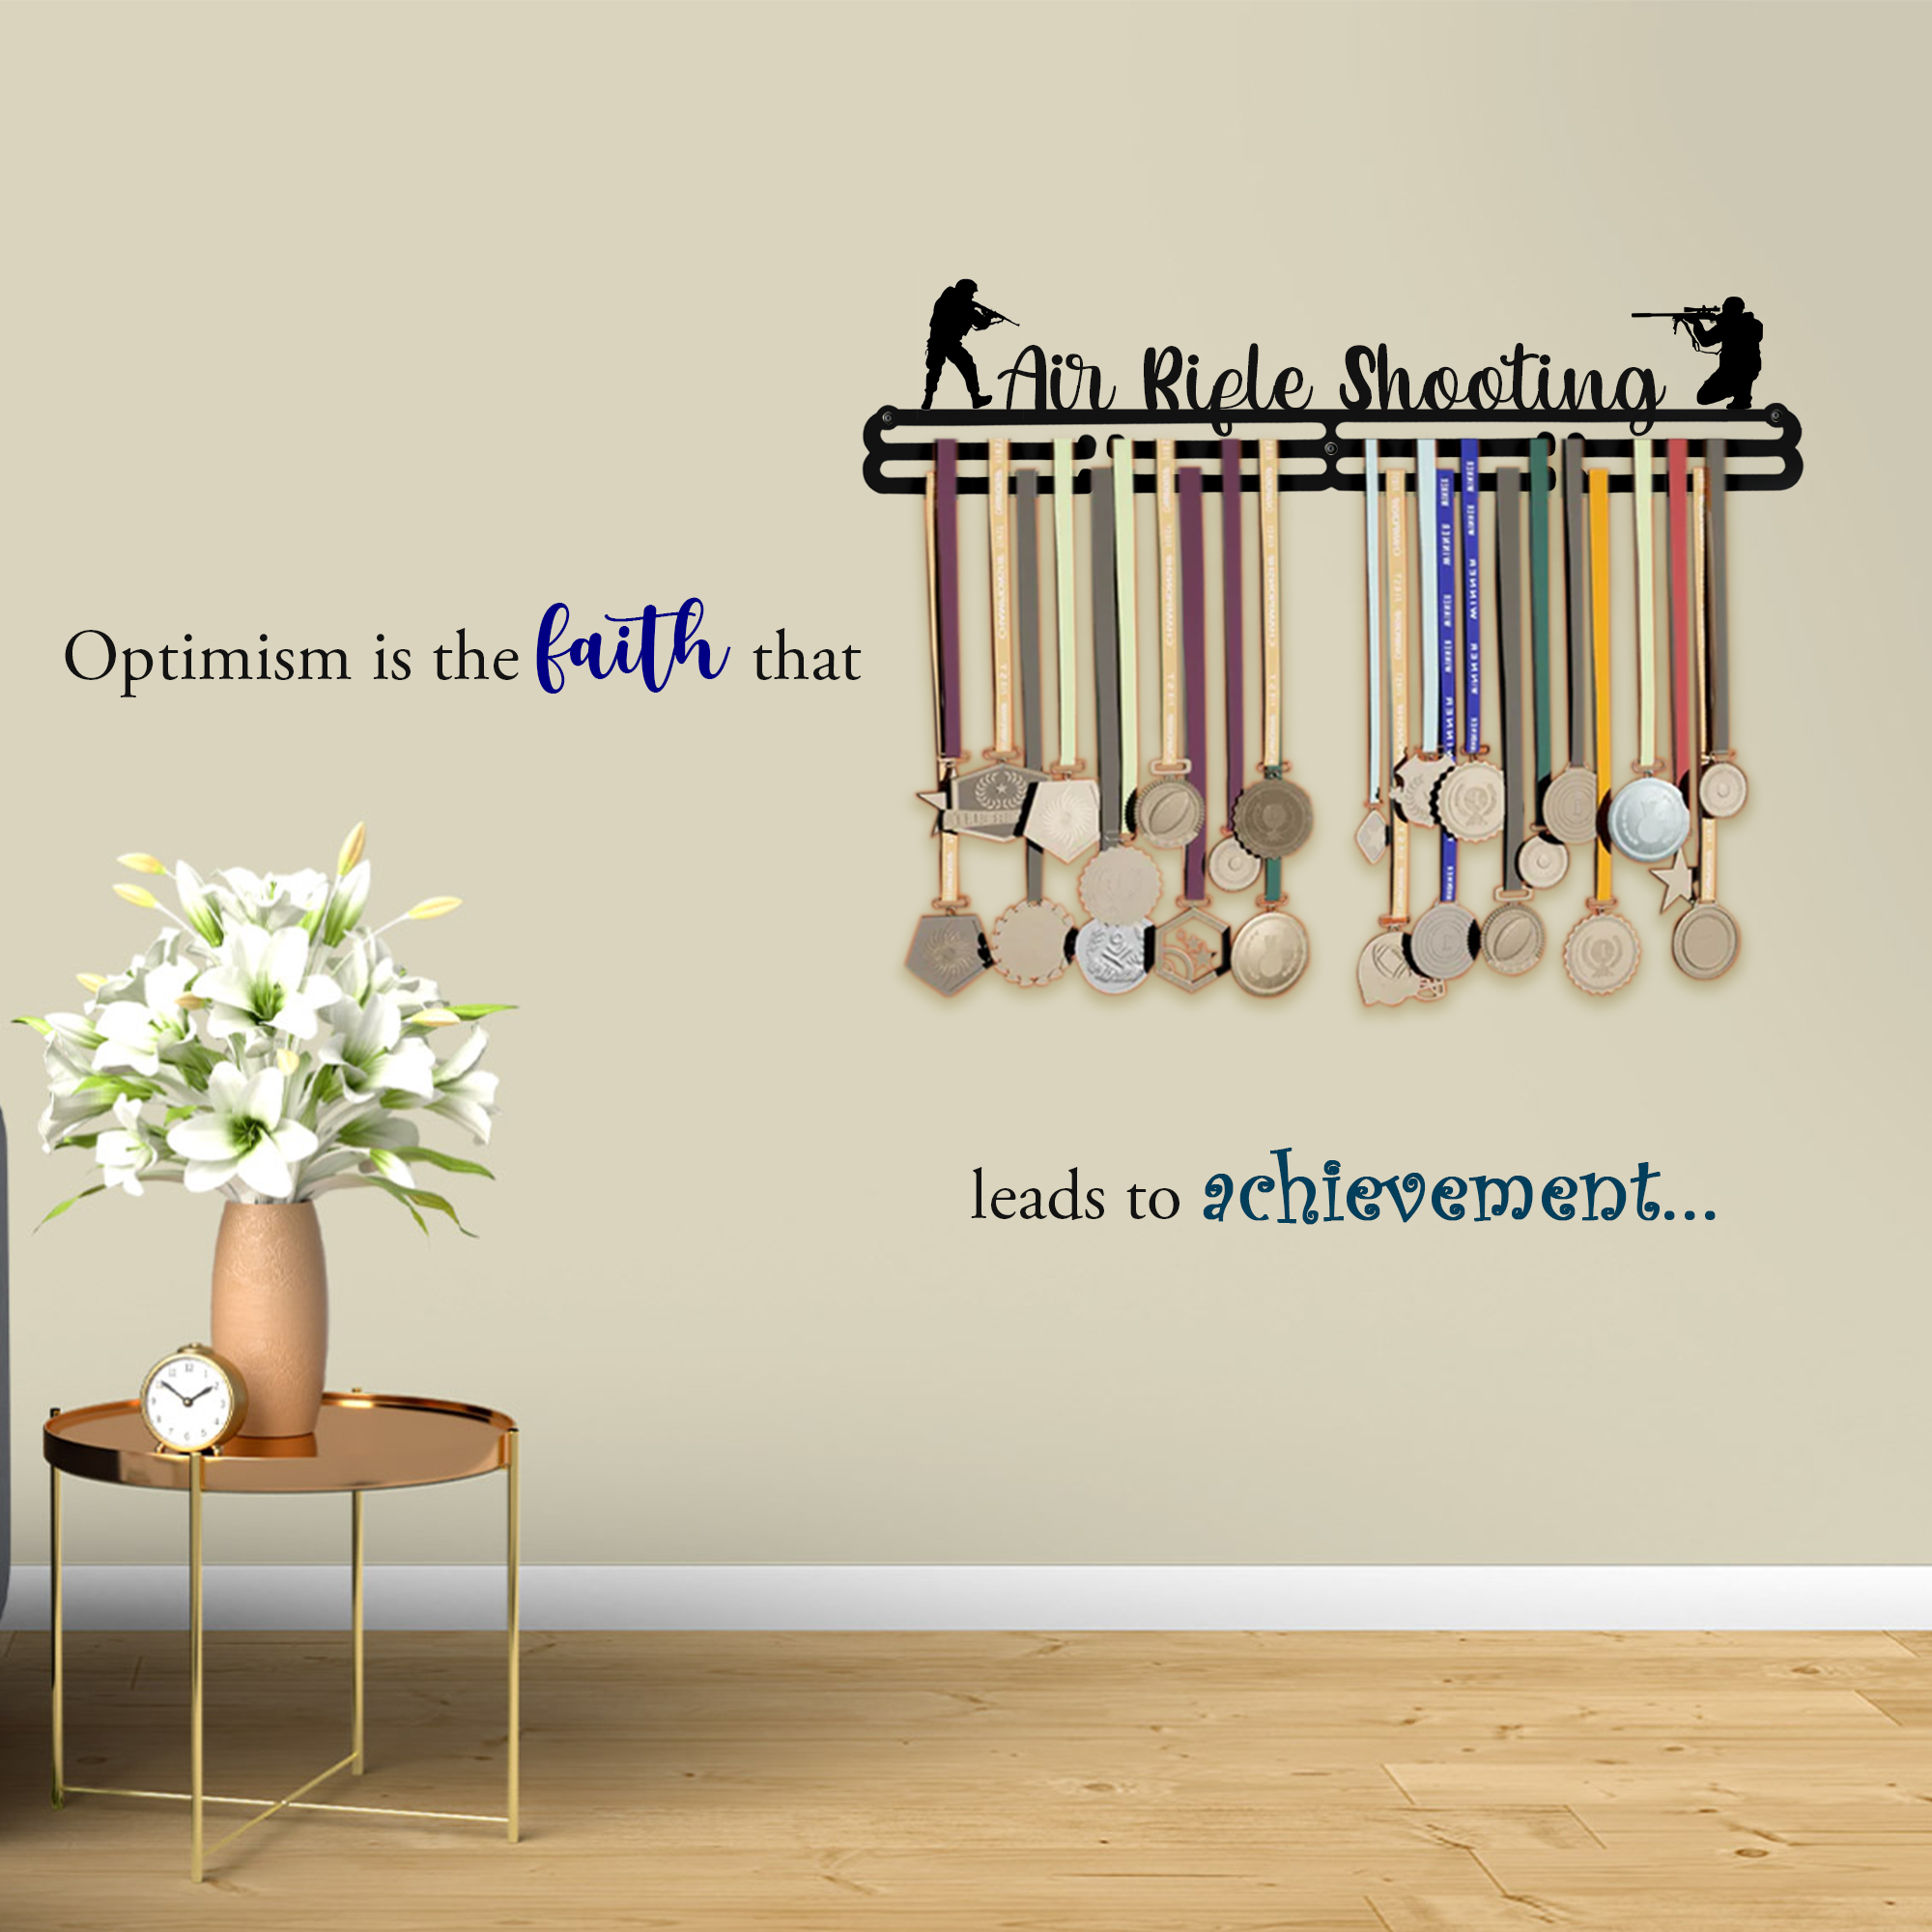 Air Rifle Shooting
Optimism is the faith that
leads to achievement...